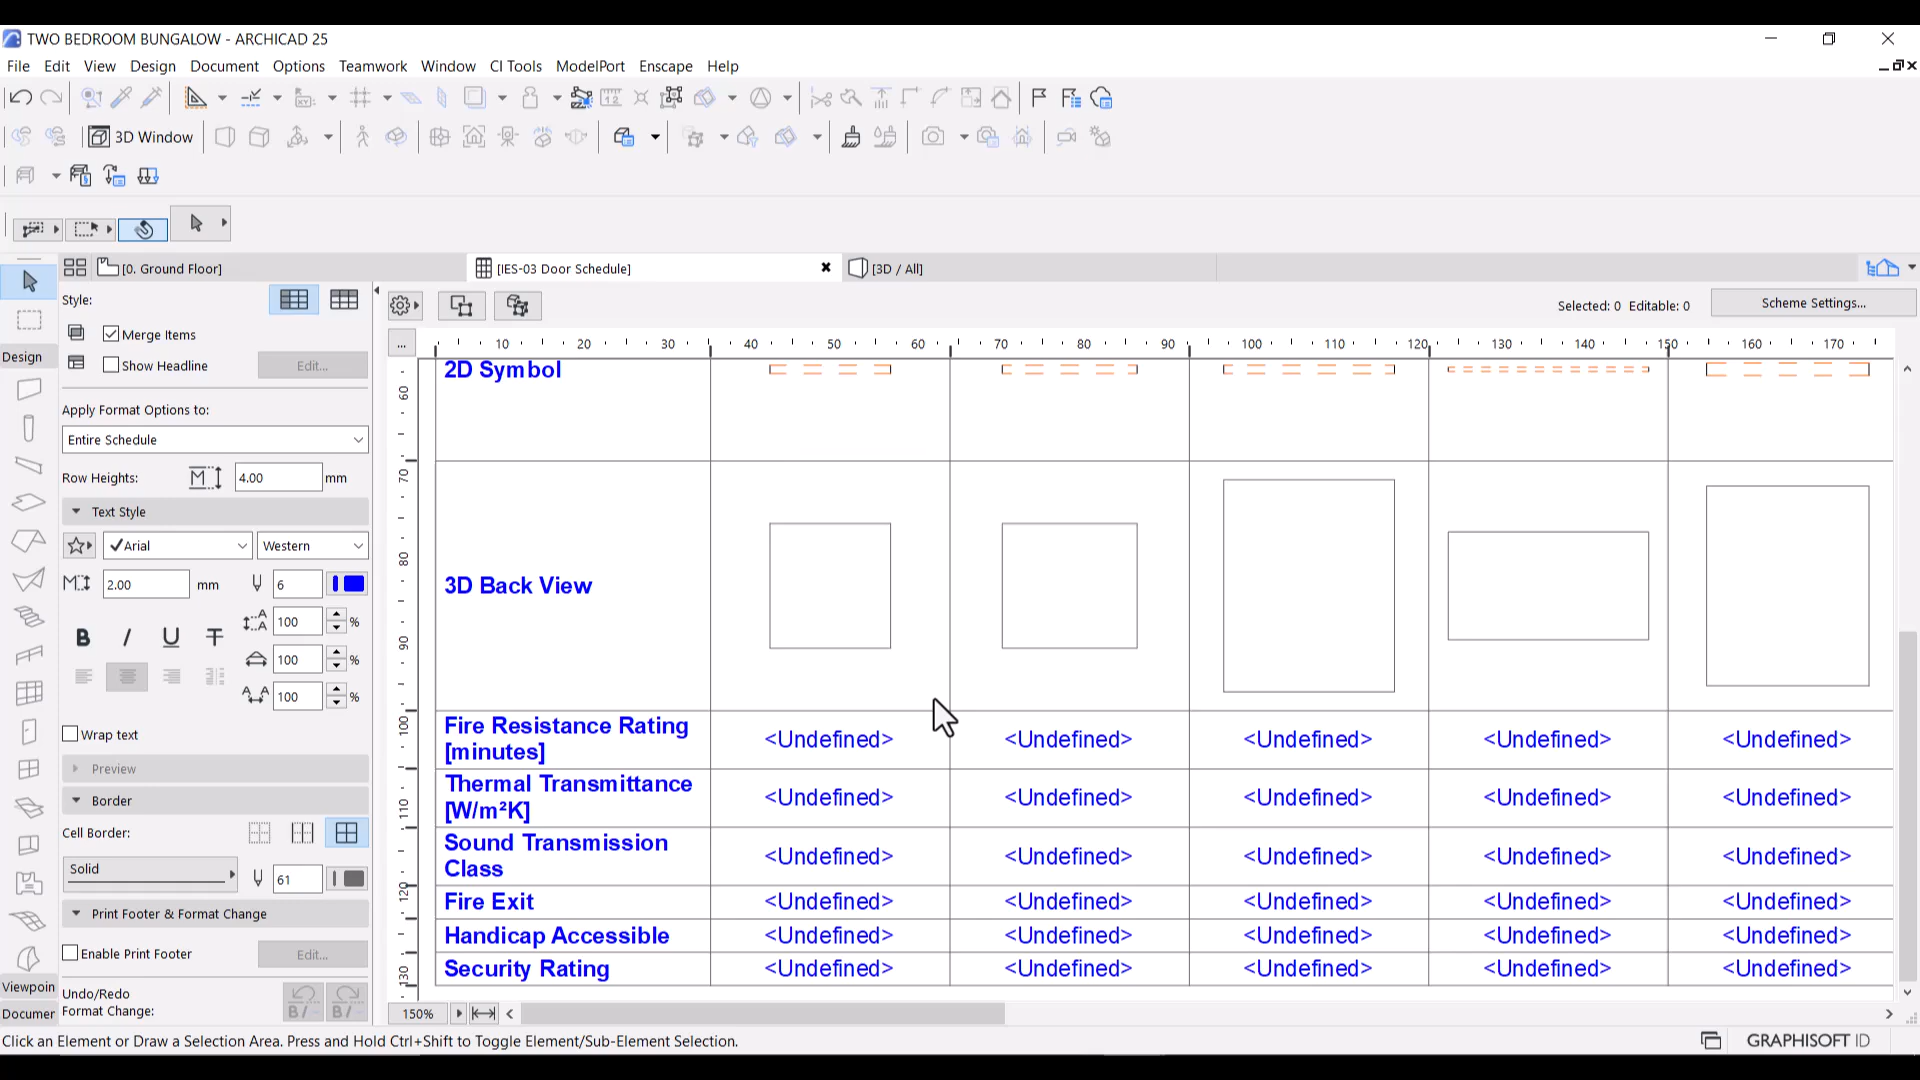 TWO BEDROOM BUNGALOW - ARCHICAD 25
File Edit View Design Document Options Teamwork Window CI Tools ModelPort Enscape Help
3D Window
[0. Ground Floor]
[IES-03 Door Schedule]
[3D / All]
Style:
Merge Items
Show Headline
Edit...
Selected: 0 Editable: 0
Scheme Settings...
... 10 20 30 40 50 60 70 80 90 100 110 120 130 140 150 160 170
Apply Format Options to:
Entire Schedule
Row Heights:
4.00
mm
Text Style
Arial
Western
2.00
mm
6
100
%
100
%
100
%
B I U T
Wrap text
Preview
Border
Cell Border:
Solid
61
Print Footer & Format Change
Enable Print Footer
Edit...
Undo/Redo
Format Change:
Design
Viewpoin
Documer
60
70
80
90
100
110
120
130
2D Symbol
3D Back View
Fire Resistance Rating
[minutes]
<Undefined> <Undefined> <Undefined> <Undefined> <Undefined>
Thermal Transmittance
[W/m²K]
<Undefined> <Undefined> <Undefined> <Undefined> <Undefined>
Sound Transmission
Class
<Undefined> <Undefined> <Undefined> <Undefined> <Undefined>
Fire Exit <Undefined> <Undefined> <Undefined> <Undefined> <Undefined>
Handicap Accessible <Undefined> <Undefined> <Undefined> <Undefined> <Undefined>
Security Rating <Undefined> <Undefined> <Undefined> <Undefined> <Undefined>
150%
Click an Element or Draw a Selection Area. Press and Hold Ctrl+Shift to Toggle Element/Sub-Element Selection.
GRAPHISOFT ID